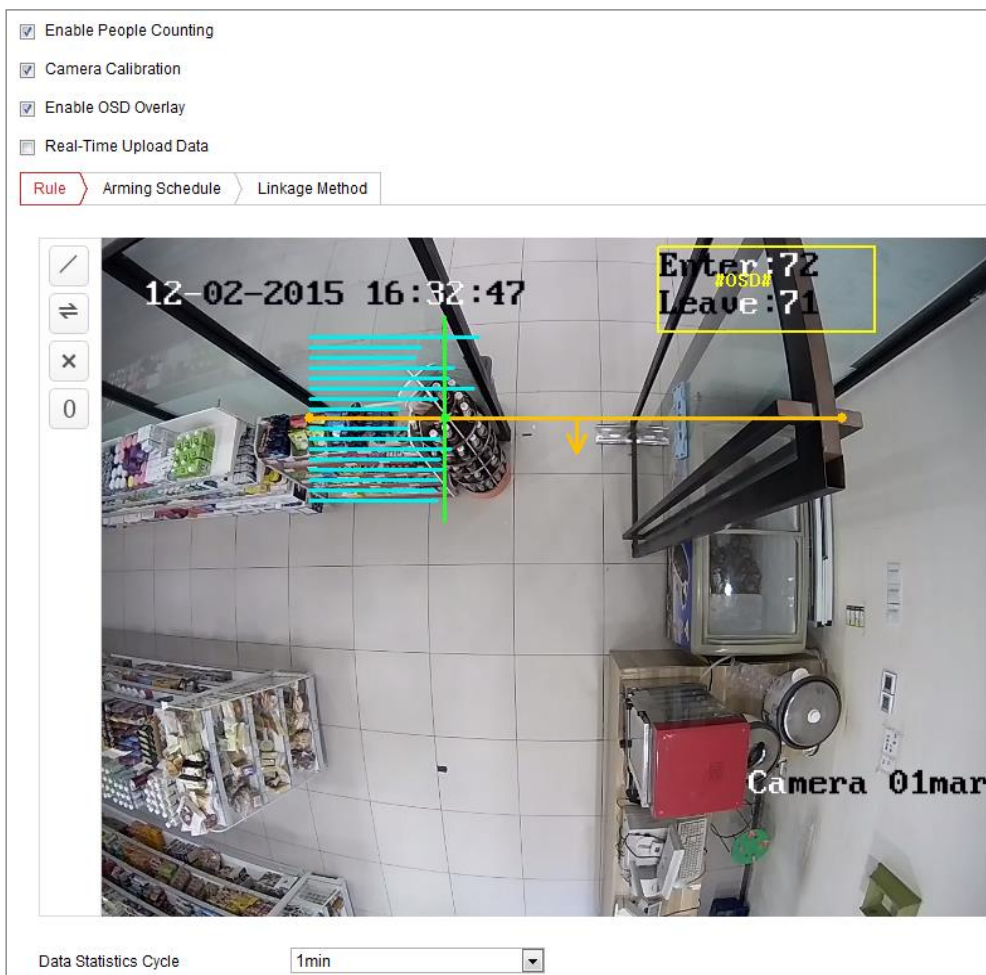 Enable People Counting
Camera Calibration
Enable OSD Overlay
Real-Time Upload Data
Rule Arming Schedule Linkage Method
12-02-2015 16:32:47
Enter:72
#OSD#
Leave:71
0
Camera 01mar
Data Statistics Cycle 1min